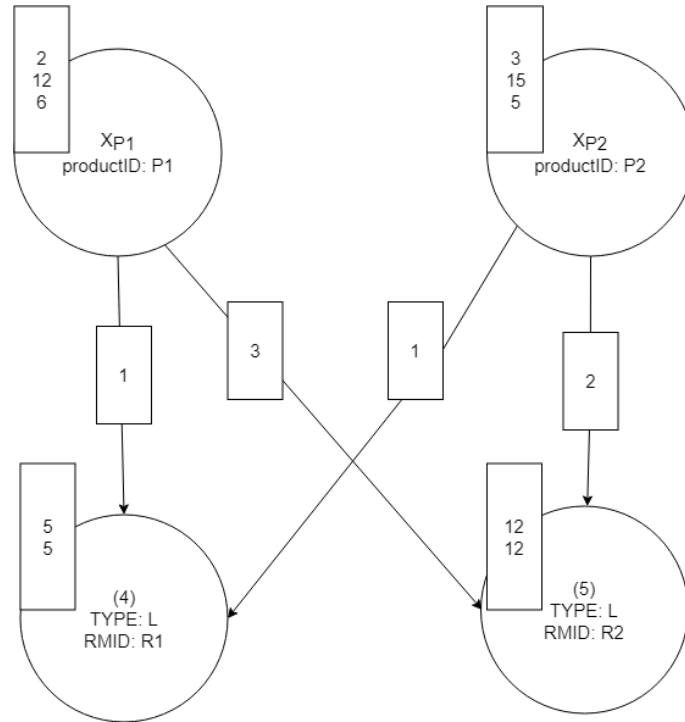 2
12
6
XP1
productID: P1
3
15
5
XP2
productID: P2
1
3
1
2
5
5
(4)
TYPE: L
RMID: R1
12
12
(5)
TYPE: L
RMID: R2